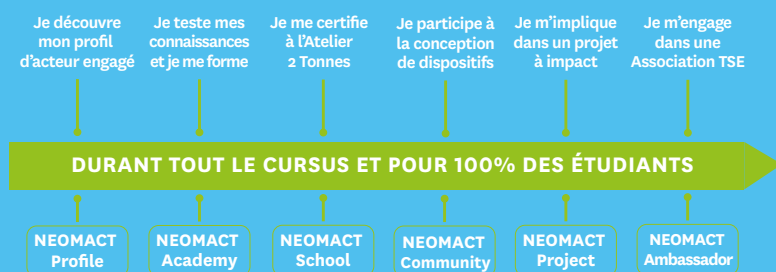 Je découvre
mon profil
d'acteur engagé
Je teste mes
connaissances
et je me forme
Je me certifie
à l'Atelier
2 Tonnes
Je participe à
la conception
de dispositifs
Je m'implique
dans un projet
à impact
Je m'engage
dans une
Association TSE
DURANT TOUT LE CURSUS ET POUR 100% DES ÉTUDIANTS
NEOMACT
Profile
NEOMACT
Academy
NEOMACT
School
NEOMACT
Community
NEOMACT
Project
NEOMACT
Ambassador